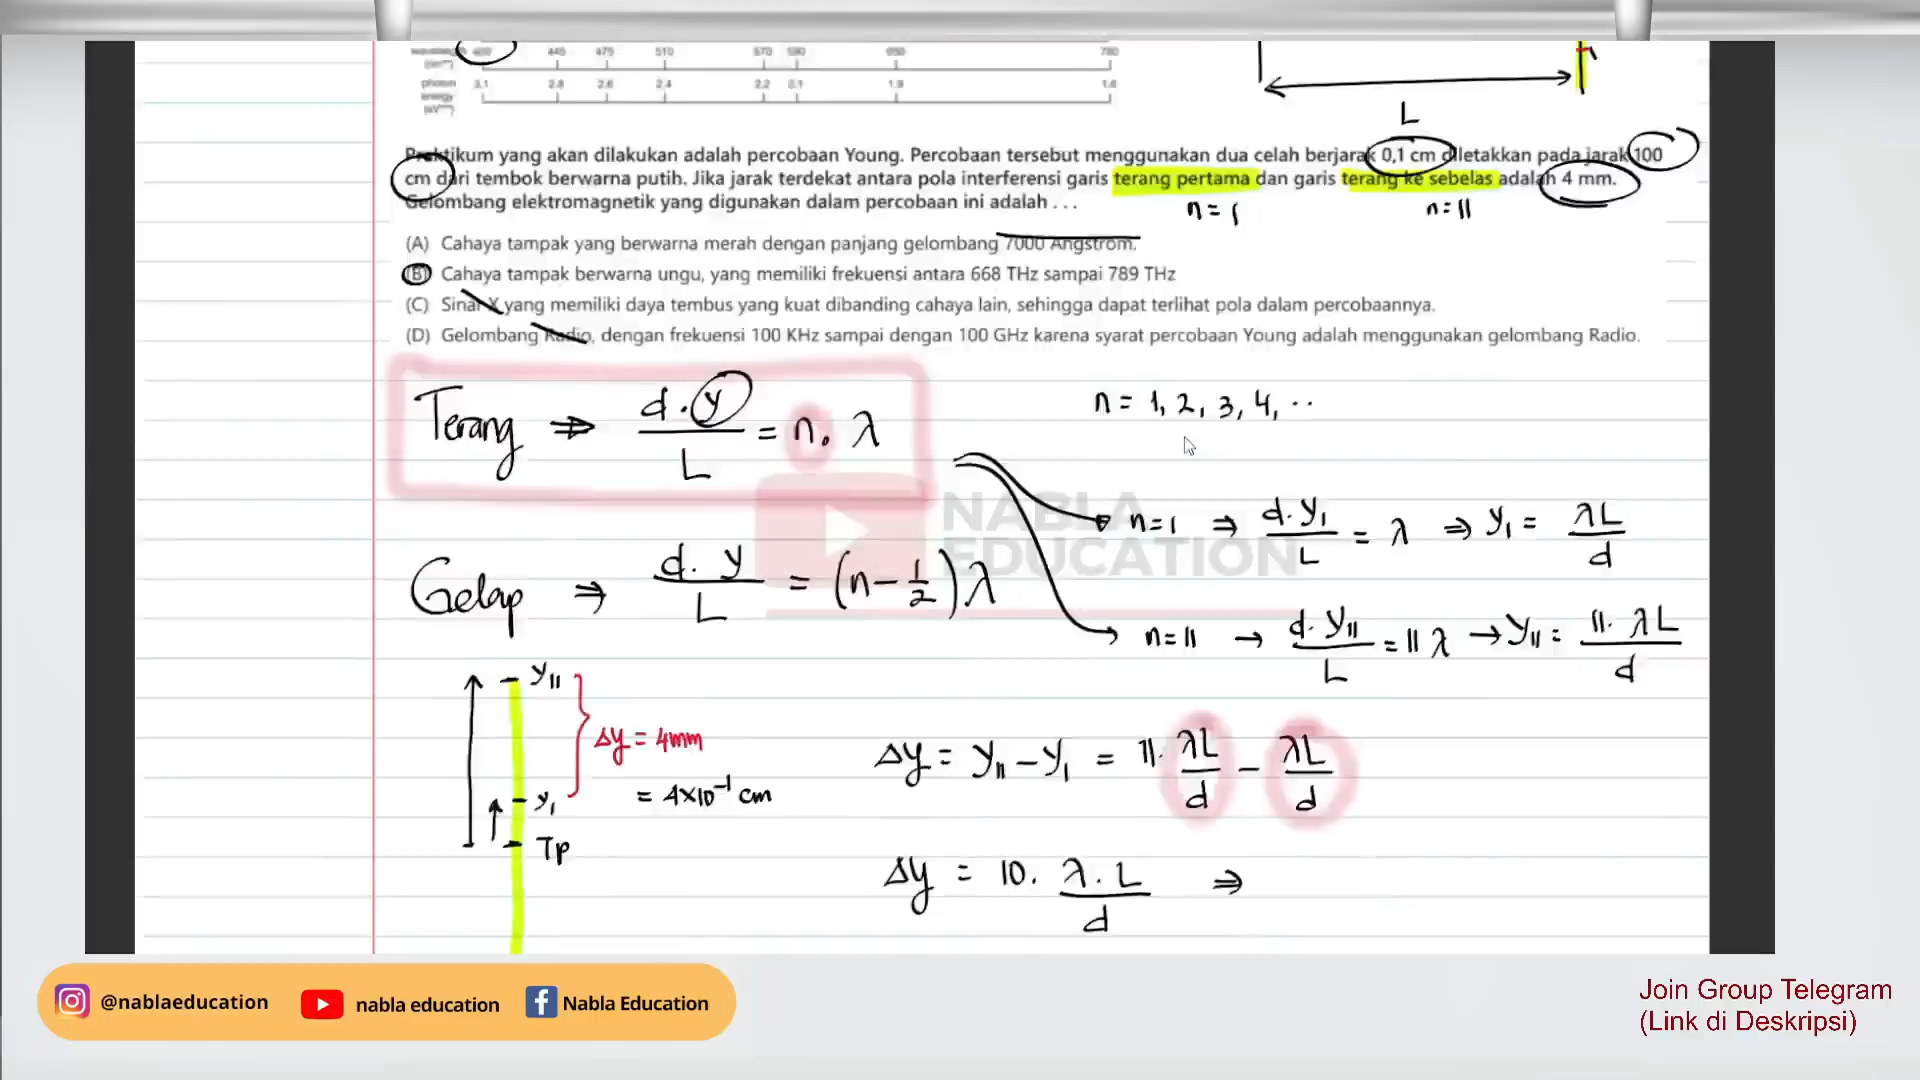 445 475 510 570 590 650 780
photon energy 3.1 2.8 2.6 2.4 2.2 2.1 1.9 1.6
L
Praktikum yang akan dilakukan adalah percobaan Young. Percobaan tersebut menggunakan dua celah berjarak 0,1 cm diletakkan pada jarak 100
cm dari tembok berwarna putih. Jika jarak terdekat antara pola interferensi garis terang pertama dan garis terang ke sebelas adalah 4 mm.
Gelombang elektromagnetik yang digunakan dalam percobaan ini adalah . . .
n = 1 n = 11
(A) Cahaya tampak yang berwarna merah dengan panjang gelombang 7000 Angstrom.
(B) Cahaya tampak berwarna ungu, yang memiliki frekuensi antara 668 THz sampai 789 THz
(C) Sinar X yang memiliki daya tembus yang kuat dibanding cahaya lain, sehingga dapat terlihat pola dalam percobaannya.
(D) Gelombang Radio, dengan frekuensi 100 KHz sampai dengan 100 GHz karena syarat percobaan Young adalah menggunakan gelombang Radio.
Terang ⇒ d . y / L = n . λ
n = 1, 2, 3, 4, ..
NABLA
EDUCATION
n=1 ⇒ d. y₁ / L = λ ⇒ y₁ = λL / d
Gelap ⇒ d. y / L = (n - 1/2) λ
n=11 → d. y₁₁ / L = 11 λ → y₁₁ = 11. λL / d
y₁₁
Δy = 4mm
= 4×10⁻¹ cm
y₁
Tp
Δy = y₁₁ - y₁ = 11. λL / d - λL / d
Δy = 10. λ . L / d ⇒
@nablaeducation nabla education Nabla Education
Join Group Telegram
(Link di Deskripsi)